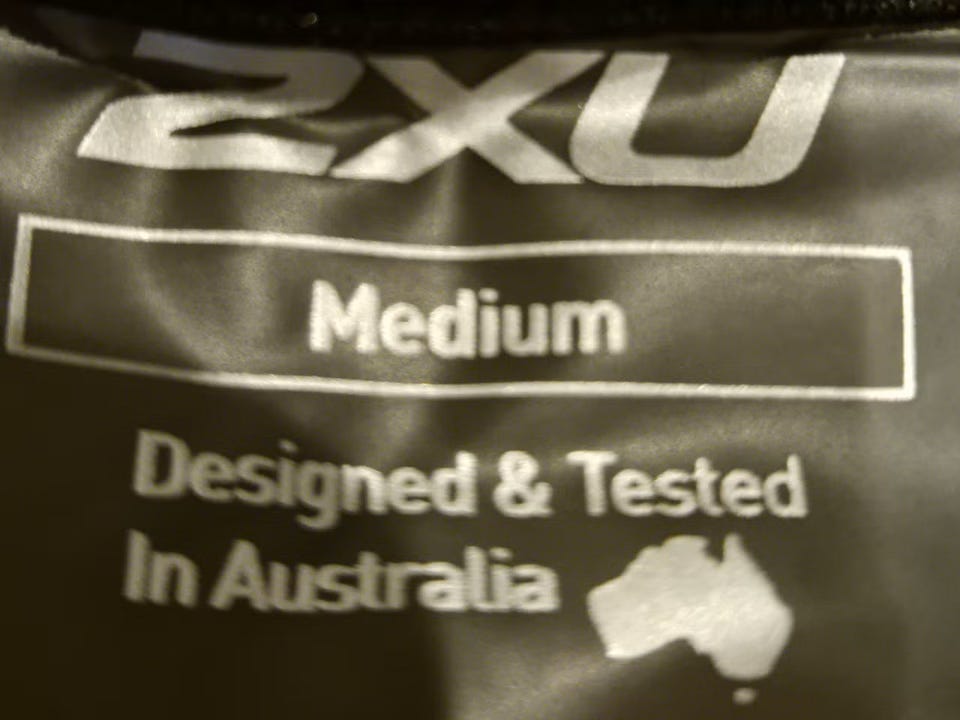 2XU
Medium
Designed & Tested
In Australia